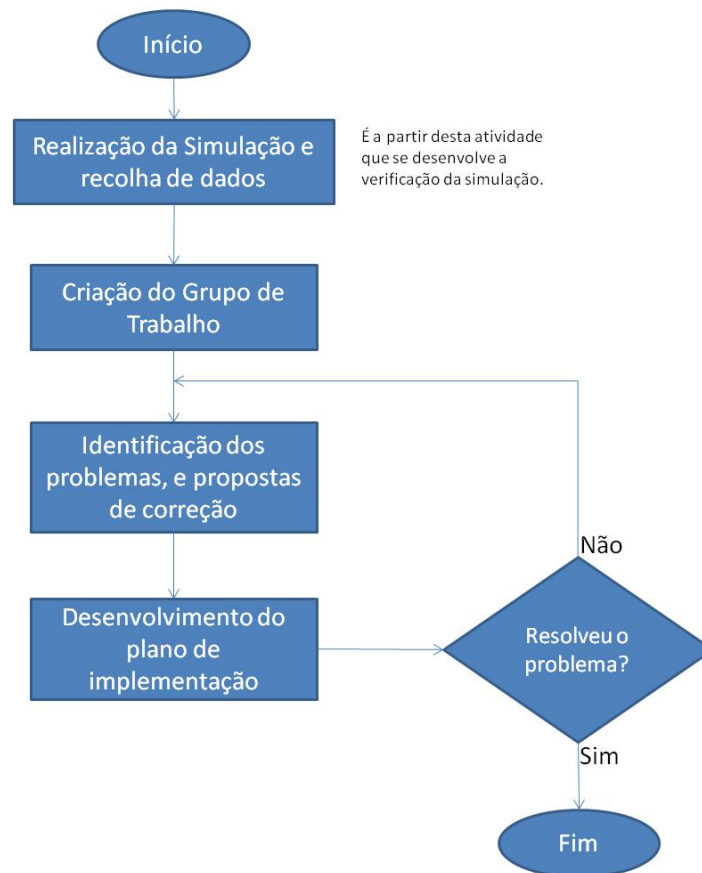 Início
Realização da Simulação e
recolha de dados
É a partir desta atividade
que se desenvolve a
verificação da simulação.
Criação do Grupo de
Trabalho
Identificação dos
problemas, e propostas
de correção
Não
Desenvolvimento do
plano de
implementação
Resolveu o
problema?
Sim
Fim